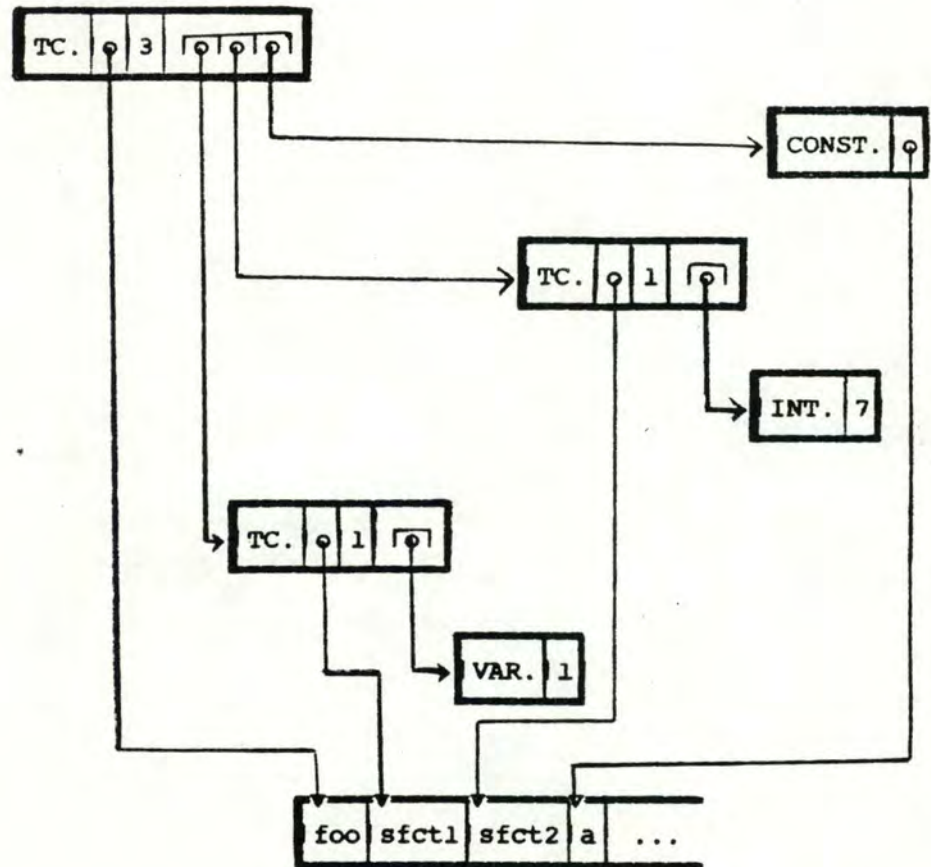 TC. 3
CONST.
TC. 1
INT. 7
TC. 1
VAR. 1
foo sfct1 sfct2 a ...